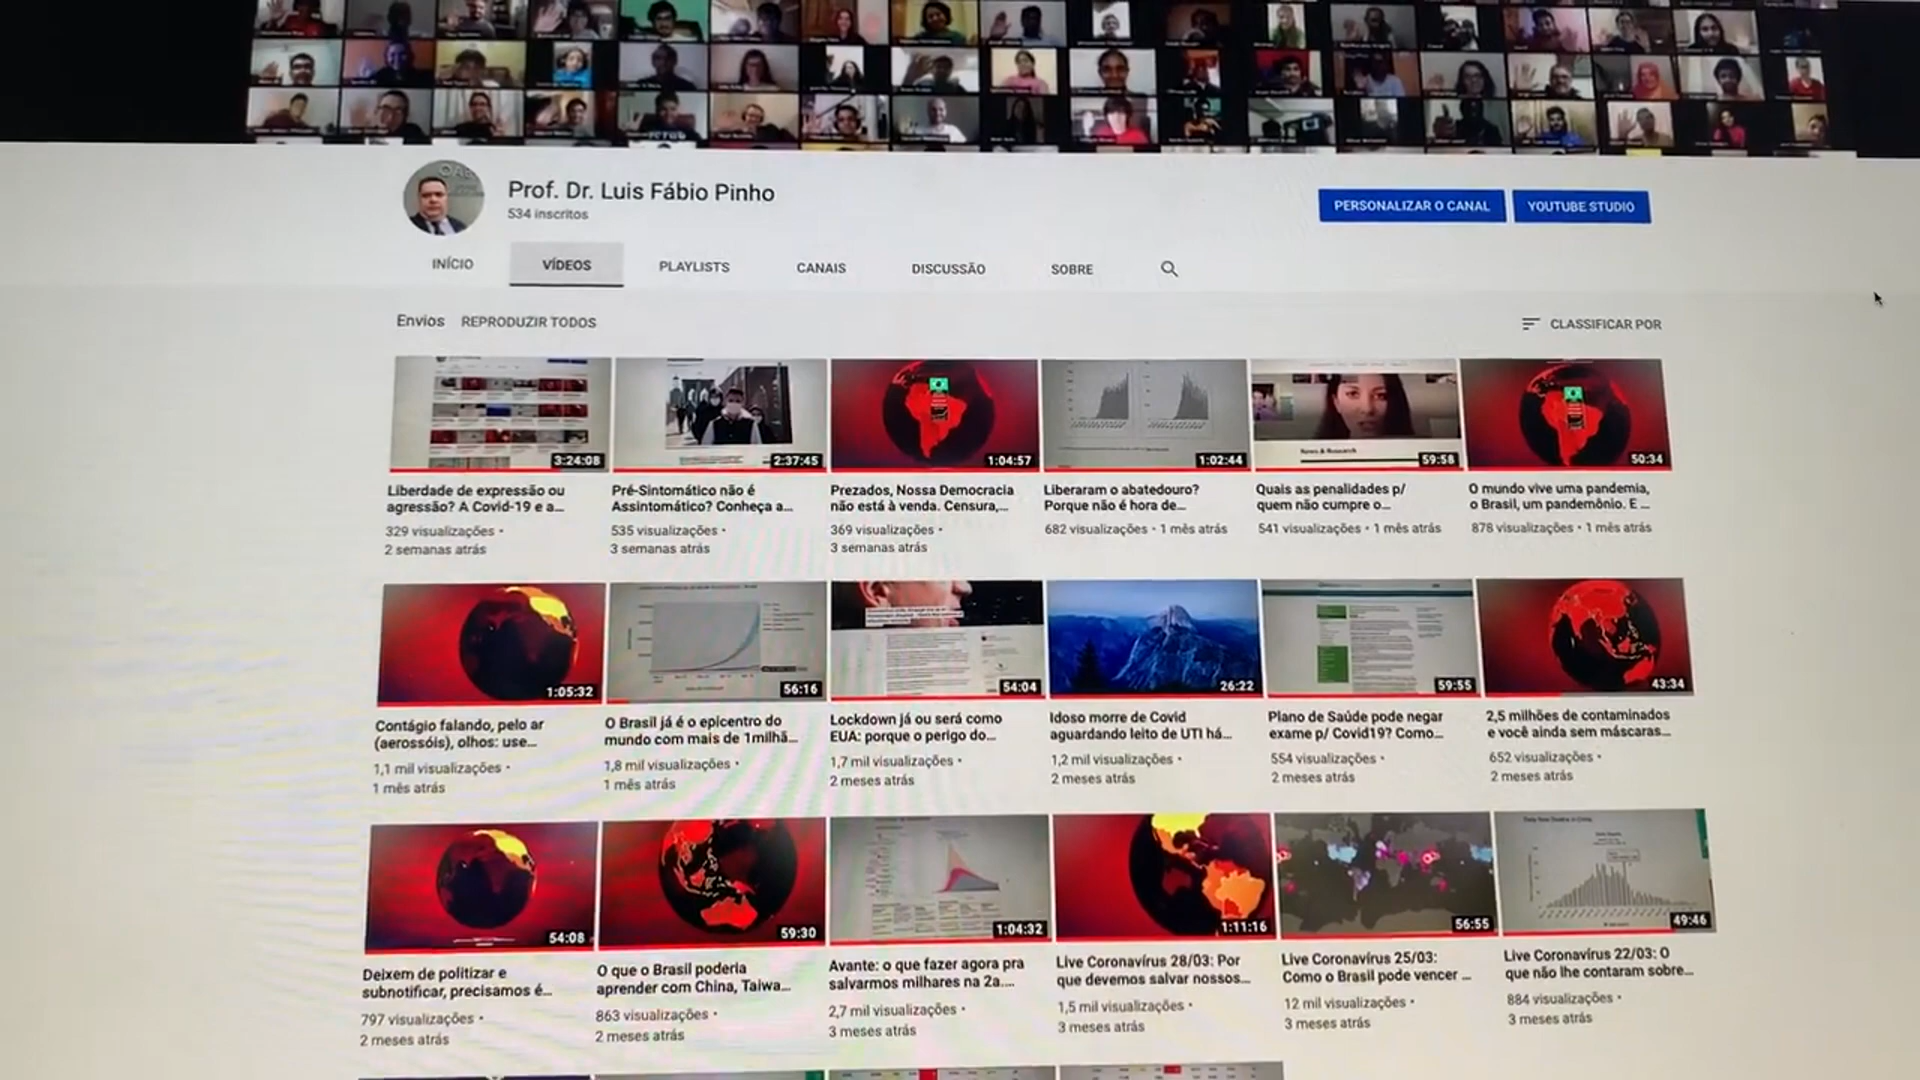 Prof. Dr. Luis Fábio Pinho
534 inscritos
PERSONALIZAR O CANAL
YOUTUBE STUDIO
INÍCIO
VÍDEOS
PLAYLISTS
CANAIS
DISCUSSÃO
SOBRE
Envios
REPRODUZIR TODOS
CLASSIFICAR POR
3:24:08
Liberdade de expressão ou
agressão? A Covid-19 e a...
329 visualizações •
2 semanas atrás
2:37:45
Pré-Sintomático não é
Assintomático? Conheça a...
535 visualizações •
3 semanas atrás
1:04:57
Prezados, Nossa Democracia
não está à venda. Censura,...
369 visualizações •
3 semanas atrás
1:02:44
Liberaram o abatedouro?
Porque não é hora de...
682 visualizações • 1 mês atrás
News & Research
59:58
Quais as penalidades p/
quem não cumpre o...
541 visualizações • 1 mês atrás
50:34
O mundo vive uma pandemia,
o Brasil, um pandemônio. E ...
878 visualizações • 1 mês atrás
1:05:32
Contágio falando, pelo ar
(aerossóis), olhos: use...
1,1 mil visualizações •
1 mês atrás
56:16
O Brasil já é o epicentro do
mundo com mais de 1milhã...
1,8 mil visualizações •
1 mês atrás
54:04
Lockdown já ou será como
EUA: porque o perigo do...
1,7 mil visualizações •
2 meses atrás
26:22
Idoso morre de Covid
aguardando leito de UTI há...
1,2 mil visualizações •
2 meses atrás
59:55
Plano de Saúde pode negar
exame p/ Covid19? Como...
554 visualizações •
2 meses atrás
43:34
2,5 milhões de contaminados
e você ainda sem máscaras...
652 visualizações •
2 meses atrás
54:08
Deixem de politizar e
subnotificar, precisamos é...
797 visualizações •
2 meses atrás
59:30
O que o Brasil poderia
aprender com China, Taiwa...
863 visualizações •
2 meses atrás
1:04:32
Avante: o que fazer agora pra
salvarmos milhares na 2a....
2,7 mil visualizações •
3 meses atrás
1:11:16
Live Coronavírus 28/03: Por
que devemos salvar nossos...
1,5 mil visualizações •
3 meses atrás
56:55
Live Coronavírus 25/03:
Como o Brasil pode vencer ...
12 mil visualizações •
3 meses atrás
49:46
Live Coronavírus 22/03: O
que não lhe contaram sobre...
884 visualizações •
3 meses atrás